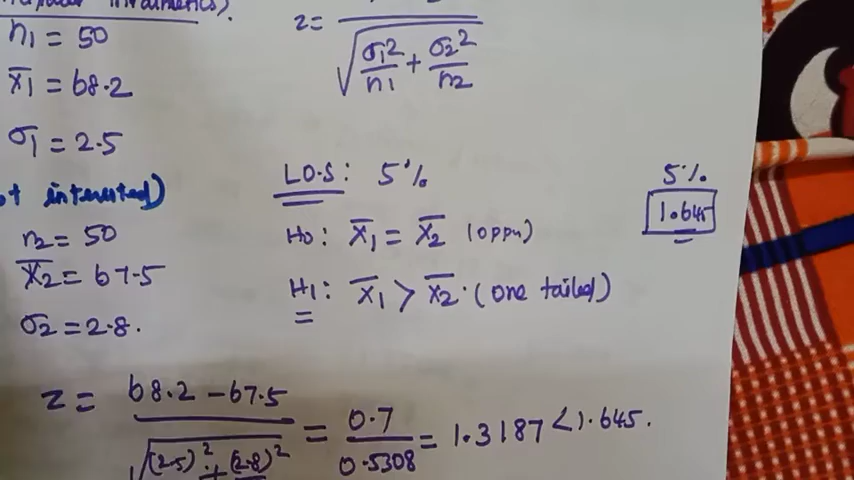 n1 = 50
x̄1 = 68.2
σ1 = 2.5
interested)
n2 = 50
x̄2 = 67.5
σ2 = 2.8.
z = 
√(σ1²/n1 + σ2²/n2)
L.O.S : 5%
H0: x̄1 = x̄2
H1: x̄1 > x̄2. (one tailed)
5%
1.645
z = (68.2 - 67.5)/√((2.5)² + (2.8)²) = 0.7/0.5308 = 1.3187 < 1.645.